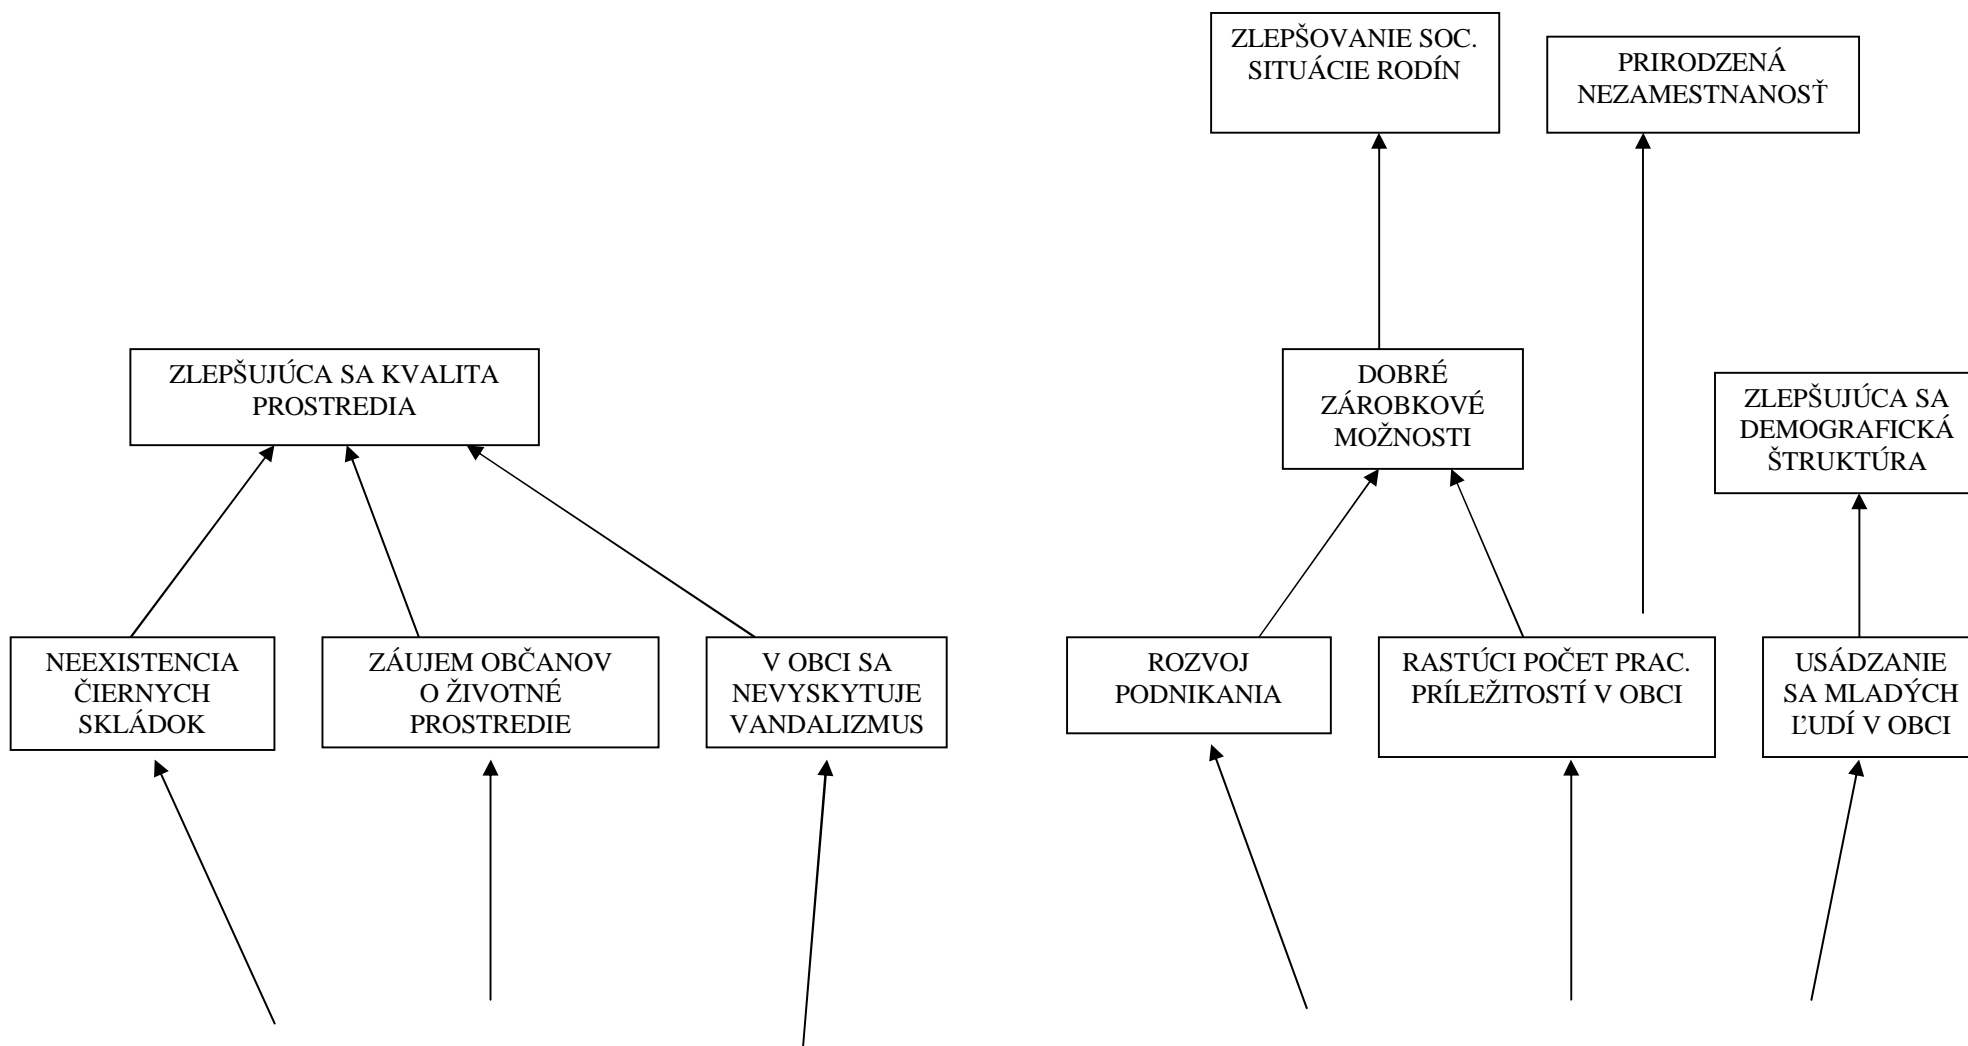 ZLEPŠOVANIE SOC.
SITUÁCIE RODÍN
PRIRODZENÁ
NEZAMESTNANOSŤ
ZLEPŠUJÚCA SA KVALITA
PROSTREDIA
DOBRÉ
ZÁROBKOVÉ
MOŽNOSTI
ZLEPŠUJÚCA SA
DEMOGRAFICKÁ
ŠTRUKTÚRA
NEEXISTENCIA
ČIERNYCH
SKLÁDOK
ZÁUJEM OBČANOV
O ŽIVOTNÉ
PROSTREDIE
V OBCI SA
NEVYSKYTUJE
VANDALIZMUS
ROZVOJ
PODNIKANIA
RASTÚCI POČET PRAC.
PRÍLEŽITOSTÍ V OBCI
USÁDZANIE
SA MLADÝCH
ĽUDÍ V OBCI